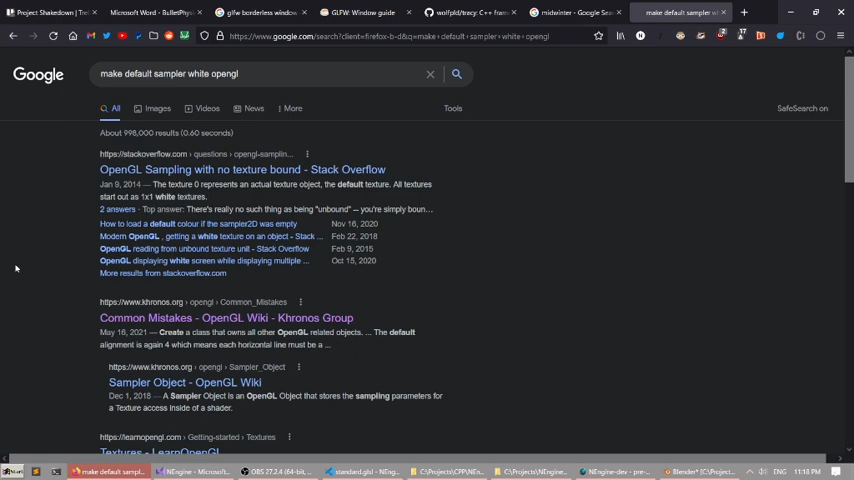 Project Shakedown | Trel
Microsoft Word - BulletPhysic
glfw borderless window
GLFW: Window guide
wolfpld/tracy: C++ fram
midwinter - Google Sea
make default sampler wh
https://www.google.com/search?client=firefox-b-d&q=make+default+sampler+white+opengl
Google
make default sampler white opengl
All
Images
Videos
News
More
Tools
SafeSearch on
About 998,000 results (0.60 seconds)
https://stackoverflow.com › questions › opengl-samplin...
OpenGL Sampling with no texture bound - Stack Overflow
Jan 9, 2014 — The texture 0 represents an actual texture object, the default texture. All textures
start out as 1x1 white textures.
2 answers · Top answer: There's really no such thing as being "unbound" -- you're simply boun...
How to load a default colour if the sampler2D was empty Nov 16, 2020
Modern OpenGL , getting a white texture on an object - Stack ... Feb 22, 2018
OpenGL reading from unbound texture unit - Stack Overflow Feb 9, 2015
OpenGL displaying white screen while displaying multiple ... Oct 15, 2020
More results from stackoverflow.com
https://www.khronos.org › opengl › Common_Mistakes
Common Mistakes - OpenGL Wiki - Khronos Group
May 16, 2021 — Create a class that owns all other OpenGL related objects. ... The default
alignment is again 4 which means each horizontal line must be a ...
https://www.khronos.org › opengl › Sampler_Object
Sampler Object - OpenGL Wiki
Dec 1, 2018 — A Sampler Object is an OpenGL Object that stores the sampling parameters for
a Texture access inside of a shader.
https://learnopengl.com › Getting-started › Textures
Textures - LearnOpenGL
Start
make default sampl...
NEngine - Microsoft...
OBS 27.2.4 (64-bit, ...
standard.glsl - NEng...
C:\Projects\CPP\NEn...
C:\Projects\NEngine...
NEngine-dev - pre-...
Blender* [C:\Project...
ENG
11:18 PM